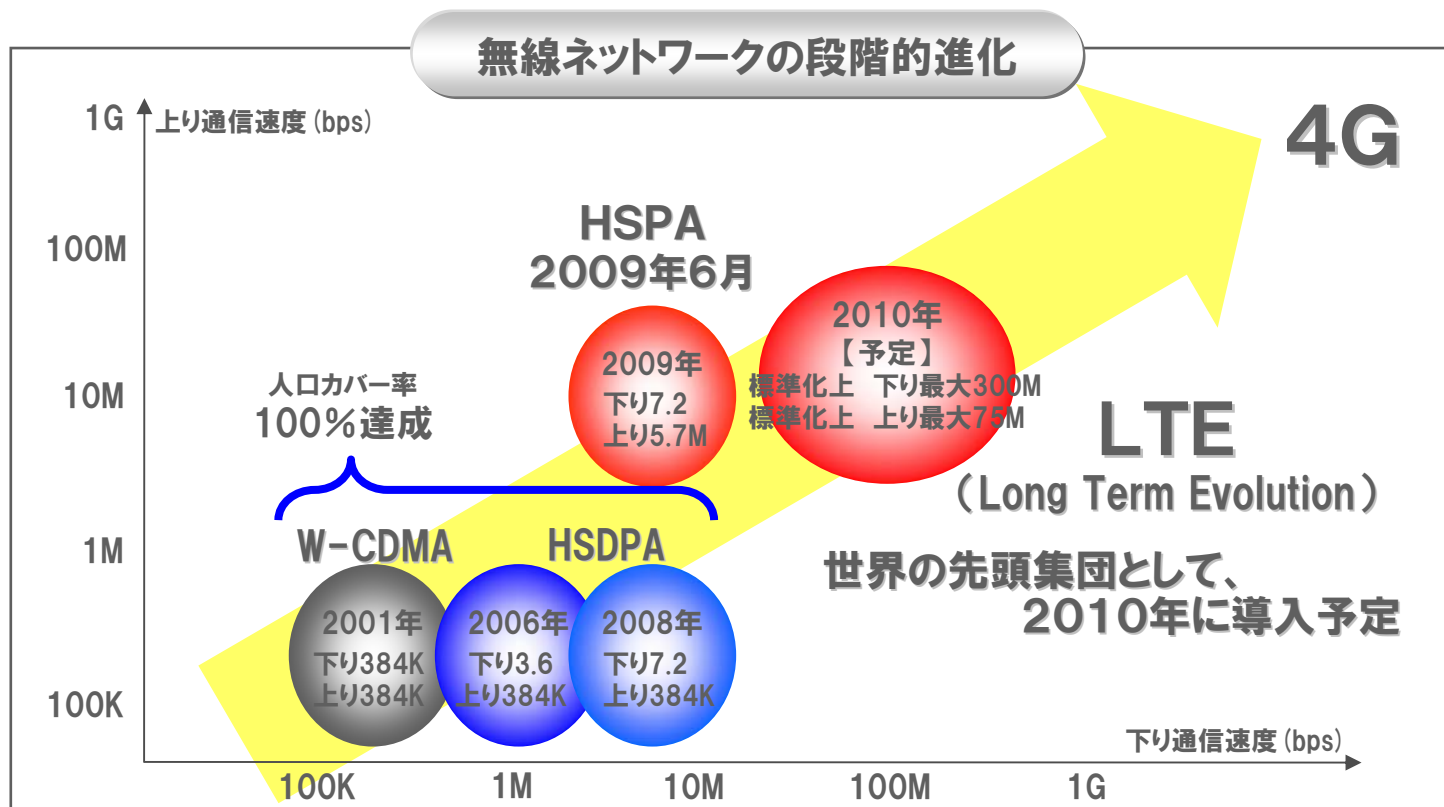 無線ネットワークの段階的進化
1G
上り通信速度(bps)
4G
100M
HSPA
2009年6月
2010年
【予定】
標準化上 下り最大300M
標準化上 上り最大75M
2009年
下り7.2
上り5.7M
10M
人口カバー率
100%達成
LTE
(Long Term Evolution)
W-CDMA
HSDPA
1M
世界の先頭集団として、
2010年に導入予定
2001年
下り384K
上り384K
2006年
下り3.6
上り384K
2008年
下り7.2
上り384K
100K
下り通信速度(bps)
100K
1M
10M
100M
1G